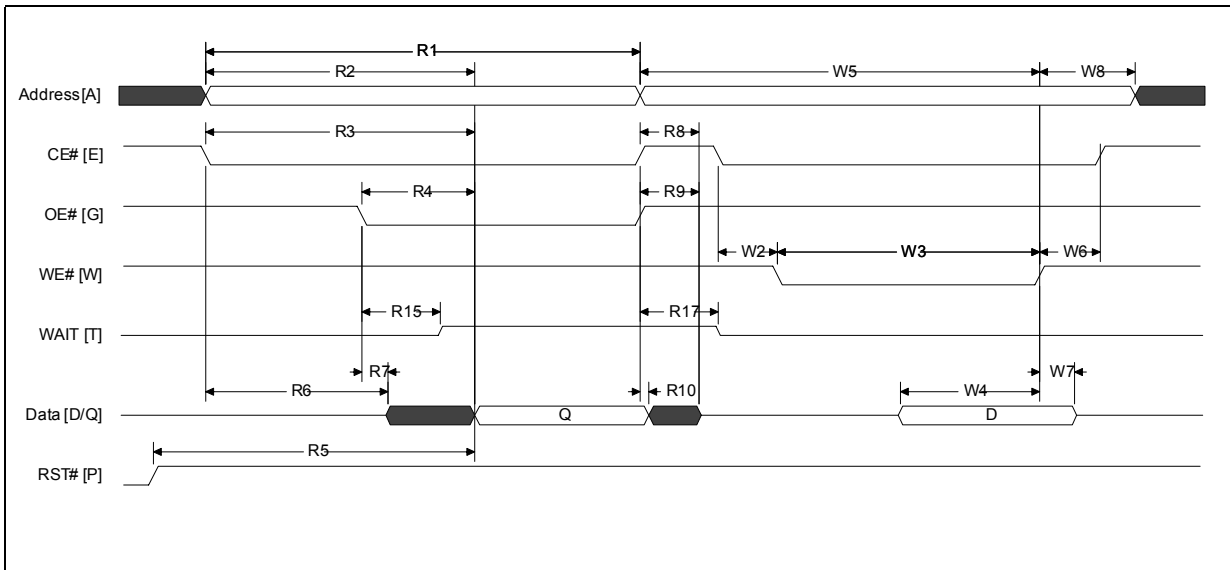 R1
R2 W5 W8
Address [A]
R3 R8
CE# [E]
R4 R9
OE# [G]
W2 W3 W6
WE# [W]
R15 R17
WAIT [T]
R7 W7
R6 R10 W4
Data [D/Q] Q D
R5
RST# [P]